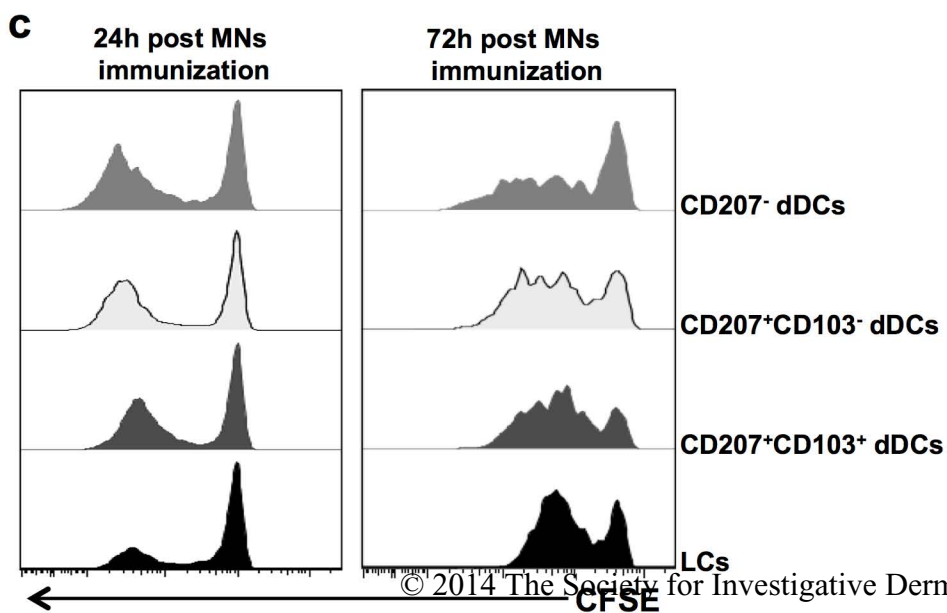 c
24h post MNs
immunization
72h post MNs
immunization
CD207⁻ dDCs
CD207⁺CD103⁻ dDCs
CD207⁺CD103⁺ dDCs
LCs
© 2014 The Society for Investigative Derm
CFSE